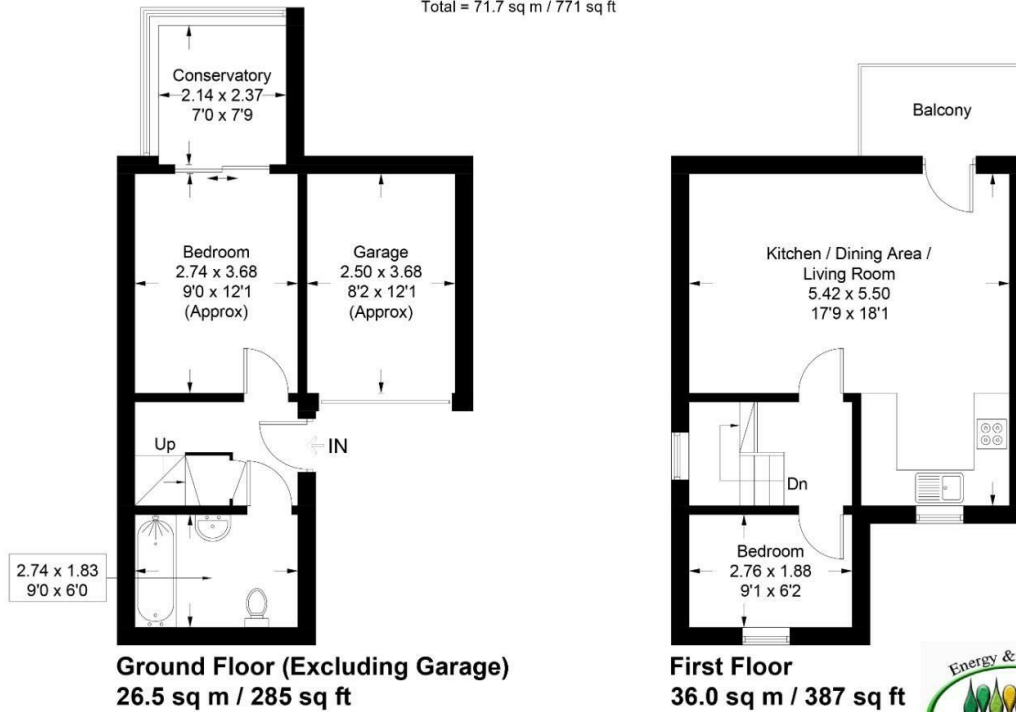 Total = 71.7 sq m / 771 sq ft
Conservatory
2.14 x 2.37
7'0 x 7'9
Bedroom
2.74 x 3.68
9'0 x 12'1
(Approx)
Garage
2.50 x 3.68
8'2 x 12'1
(Approx)
Up
IN
2.74 x 1.83
9'0 x 6'0
Ground Floor (Excluding Garage)
26.5 sq m / 285 sq ft
Balcony
Kitchen / Dining Area /
Living Room
5.42 x 5.50
17'9 x 18'1
Dn
Bedroom
2.76 x 1.88
9'1 x 6'2
First Floor
36.0 sq m / 387 sq ft
Energy &